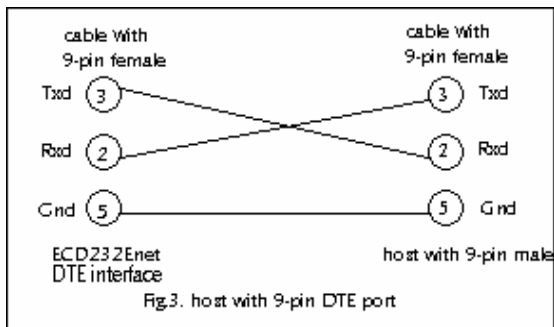 cable with
9-pin female
cable with
9-pin female
Txd 3
3 Txd
Rxd 2
2 Rxd
Gnd 5
5 Gnd
ECD232Enet
DTE interface
host with 9-pin male
Fig.3. host with 9-pin DTE port